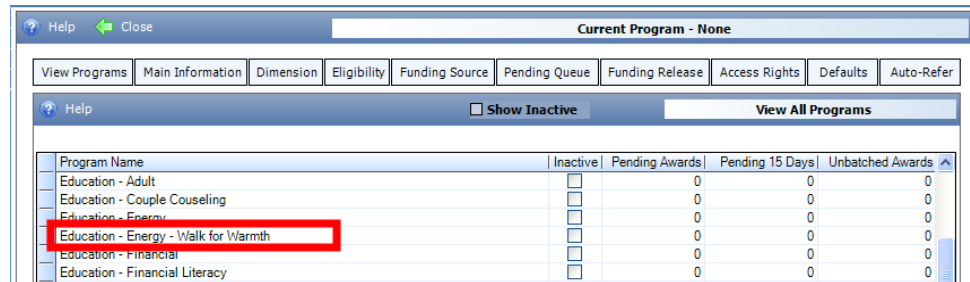 Help Close Current Program - None
View Programs Main Information Dimension Eligibility Funding Source Pending Queue Funding Release Access Rights Defaults Auto-Refer
Help Show Inactive View All Programs
Program Name Inactive Pending Awards Pending 15 Days Unbatched Awards
Education - Adult 0 0 0
Education - Couple Couseling 0 0 0
Education - Energy 0 0 0
Education - Energy - Walk for Warmth 0 0 0
Education - Financial 0 0 0
Education - Financial Literacy 0 0 0